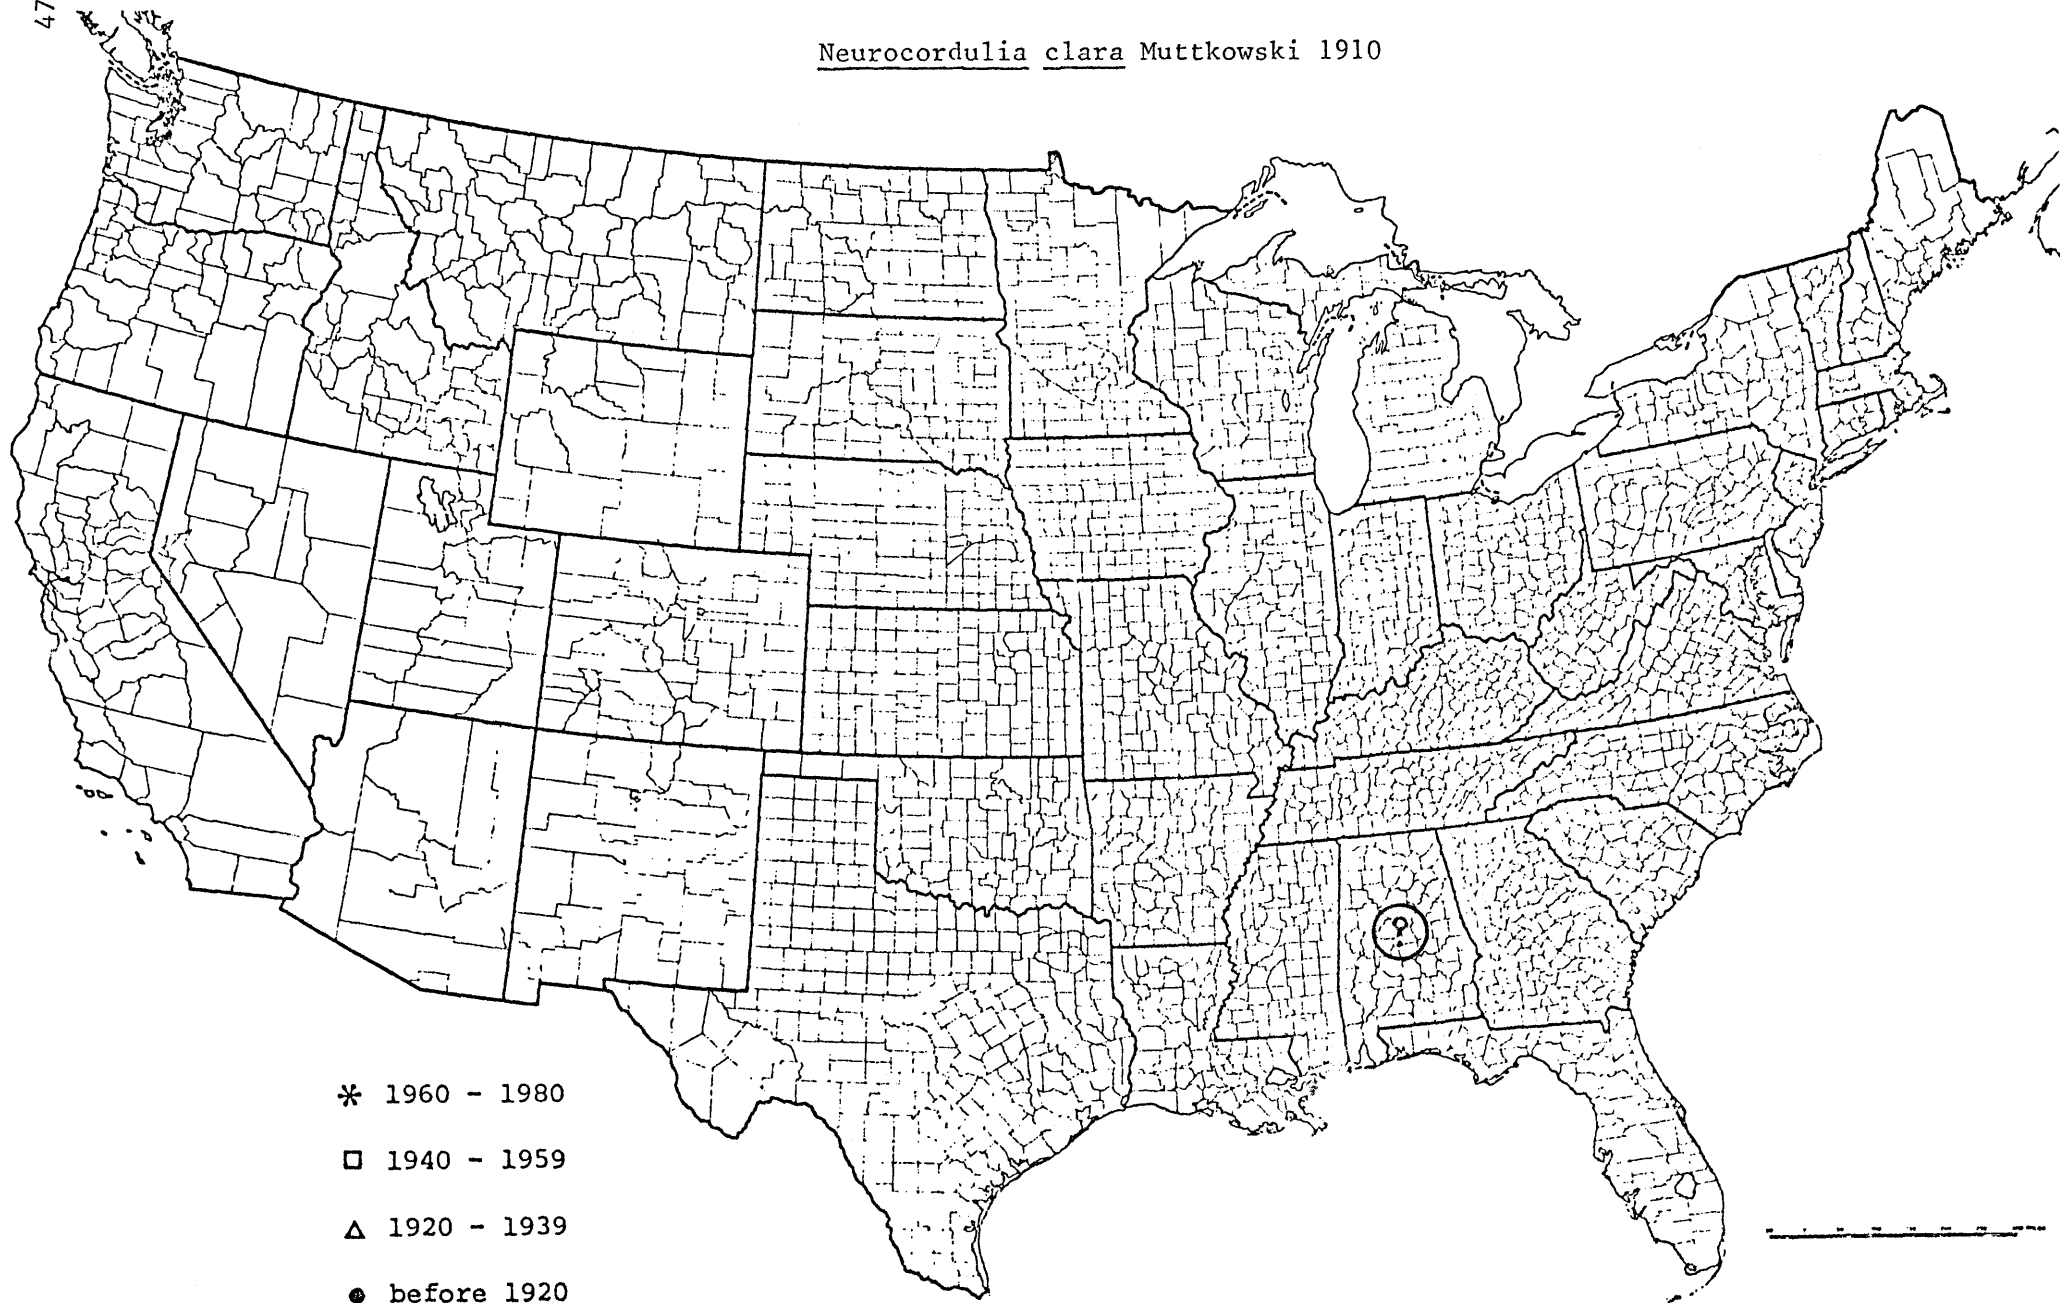 47
Neurocordulia clara Muttkowski 1910
?
* 1960 - 1980
□ 1940 - 1959
△ 1920 - 1939
● before 1920